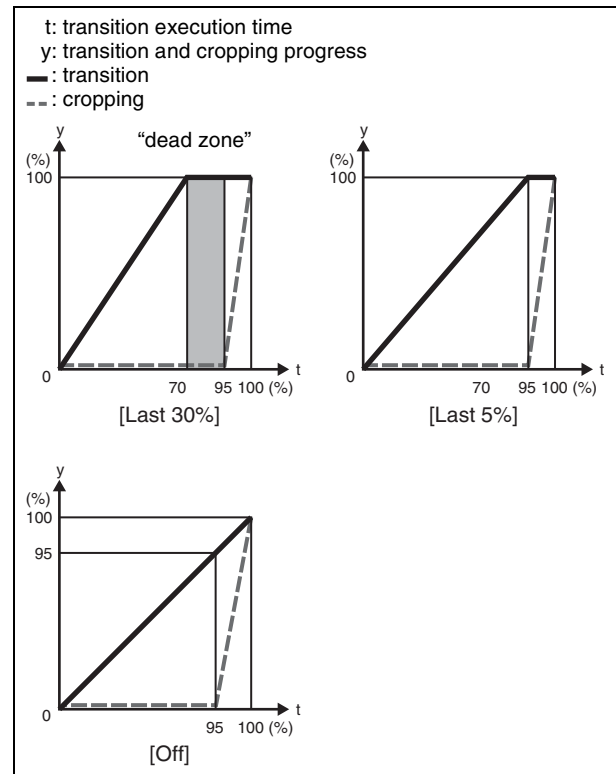 t: transition execution time
y: transition and cropping progress
: transition
: cropping
y
(%)
"dead zone"
100
0
70
95
100 (%)
t
[Last 30%]
y
(%)
100
0
70
95
100 (%)
t
[Last 5%]
y
(%)
100
95
0
95
100 (%)
t
[Off]